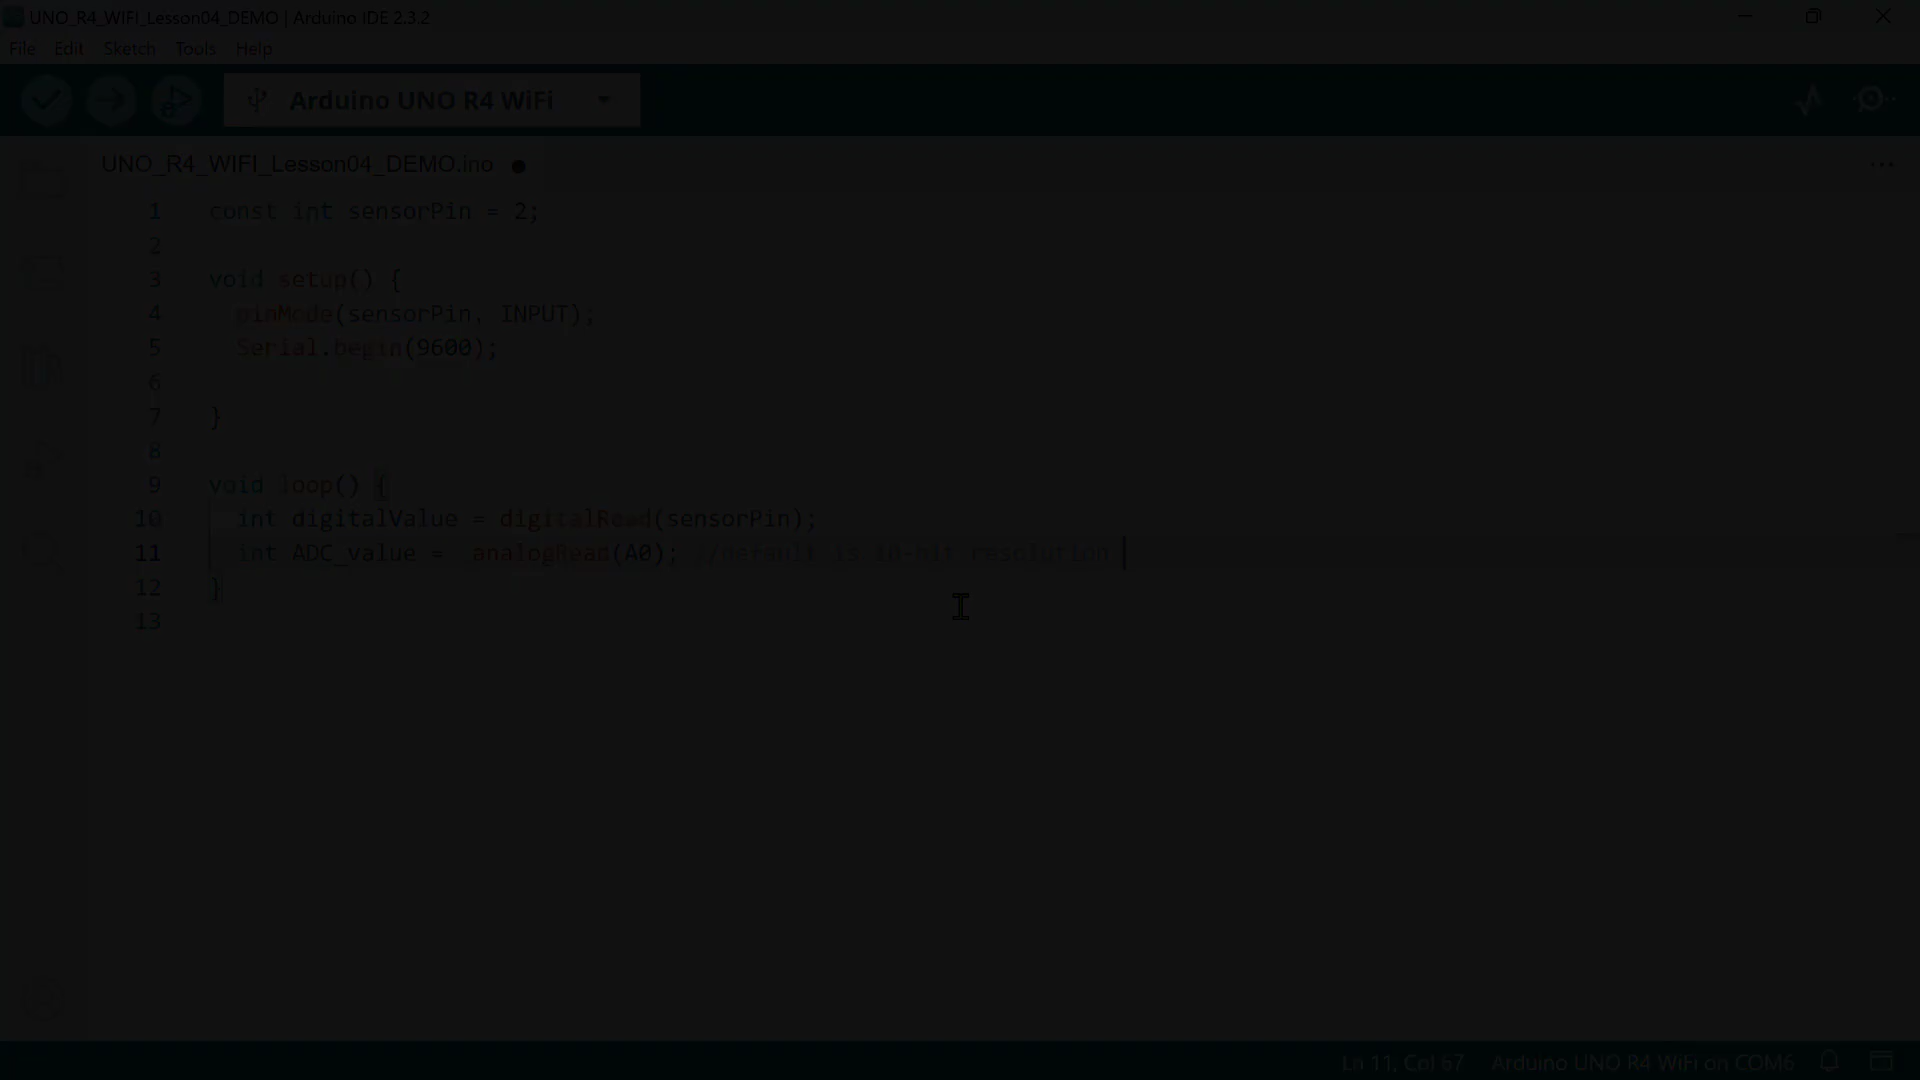 UNO_R4_WIFI_Lesson04_DEMO | Arduino IDE 2.3.2
File Edit Sketch Tools Help
Arduino UNO R4 WiFi
UNO_R4_WIFI_Lesson04_DEMO.ino
1 const int sensorPin = 2;
2
3 void setup() {
4 pinMode(sensorPin, INPUT);
5 Serial.begin(9600);
6
7 }
8
9 void loop() {
10 int digitalValue = digitalRead(sensorPin);
11 int ADC_value = analogRead(A0); //default is 10-bit resolution
12 }
13
Ln 11, Col 67 Arduino UNO R4 WiFi on COM6